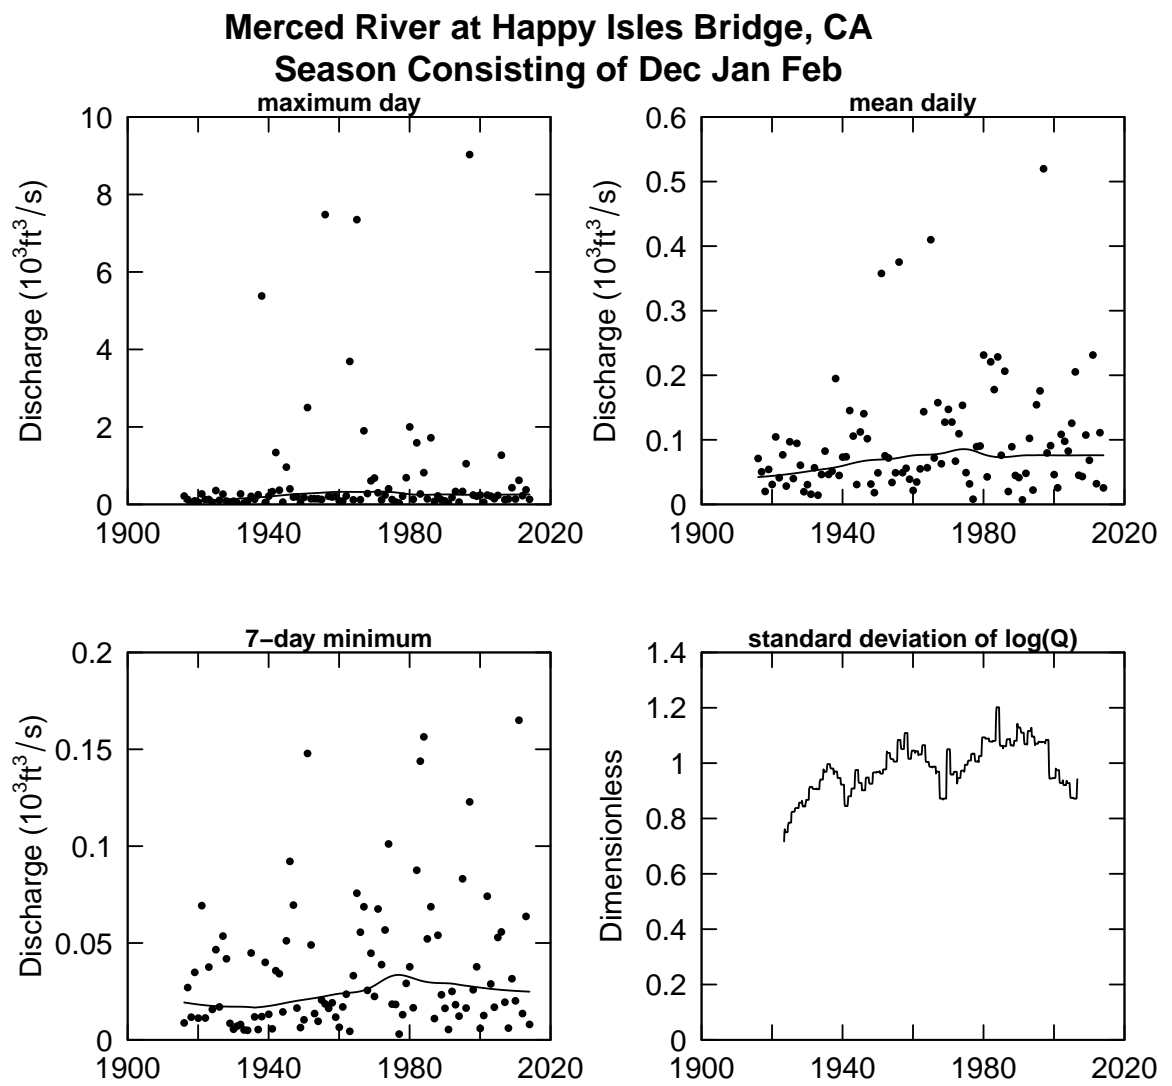 Merced River at Happy Isles Bridge, CA
Season Consisting of Dec Jan Feb
maximum day
Discharge (10³ft³/s)
10
8
6
4
2
0
1900 1940 1980 2020
mean daily
Discharge (10³ft³/s)
0.6
0.5
0.4
0.3
0.2
0.1
0
1900 1940 1980 2020
7−day minimum
Discharge (10³ft³/s)
0.2
0.15
0.1
0.05
0
1900 1940 1980 2020
standard deviation of log(Q)
Dimensionless
1.4
1.2
1
0.8
0.6
0.4
0.2
0
1900 1940 1980 2020